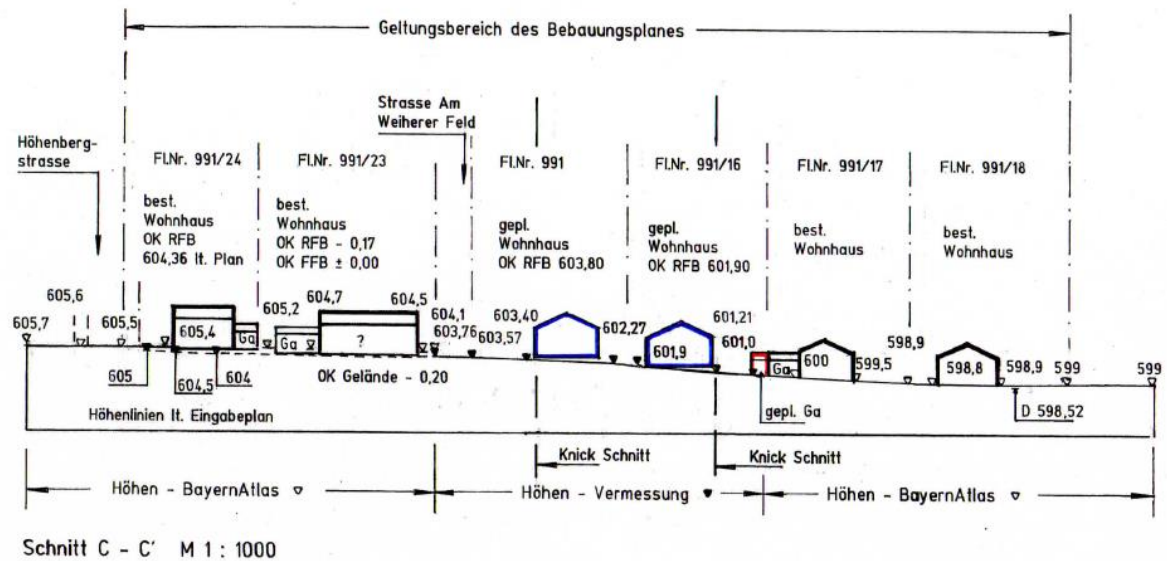 Geltungsbereich des Bebauungsplanes
Strasse Am
Weiherer Feld
Höhenberg-
strasse
Fl.Nr. 991/24
Fl.Nr. 991/23
Fl.Nr. 991
Fl.Nr. 991/16
Fl.Nr. 991/17
Fl.Nr. 991/18
best.
Wohnhaus
OK RFB
604,36 lt. Plan
best.
Wohnhaus
OK RFB - 0,17
OK FFB ± 0,00
gepl.
Wohnhaus
OK RFB 603,80
gepl.
Wohnhaus
OK RFB 601,90
best.
Wohnhaus
best.
Wohnhaus
605,7
605,6
605,5
605,4
Ga
605,2
Ga
604,7
?
604,5
604,1
603,76
603,57
603,40
602,27
601,9
601,21
601,0
Ga
600
599,5
598,9
598,8
598,9
599
599
605
604,5
604
OK Gelände - 0,20
gepl. Ga
D 598,52
Höhenlinien lt. Eingabeplan
Knick Schnitt
Knick Schnitt
Höhen - BayernAtlas ▿
Höhen - Vermessung ▾
Höhen - BayernAtlas ▿
Schnitt C - C' M 1 : 1000